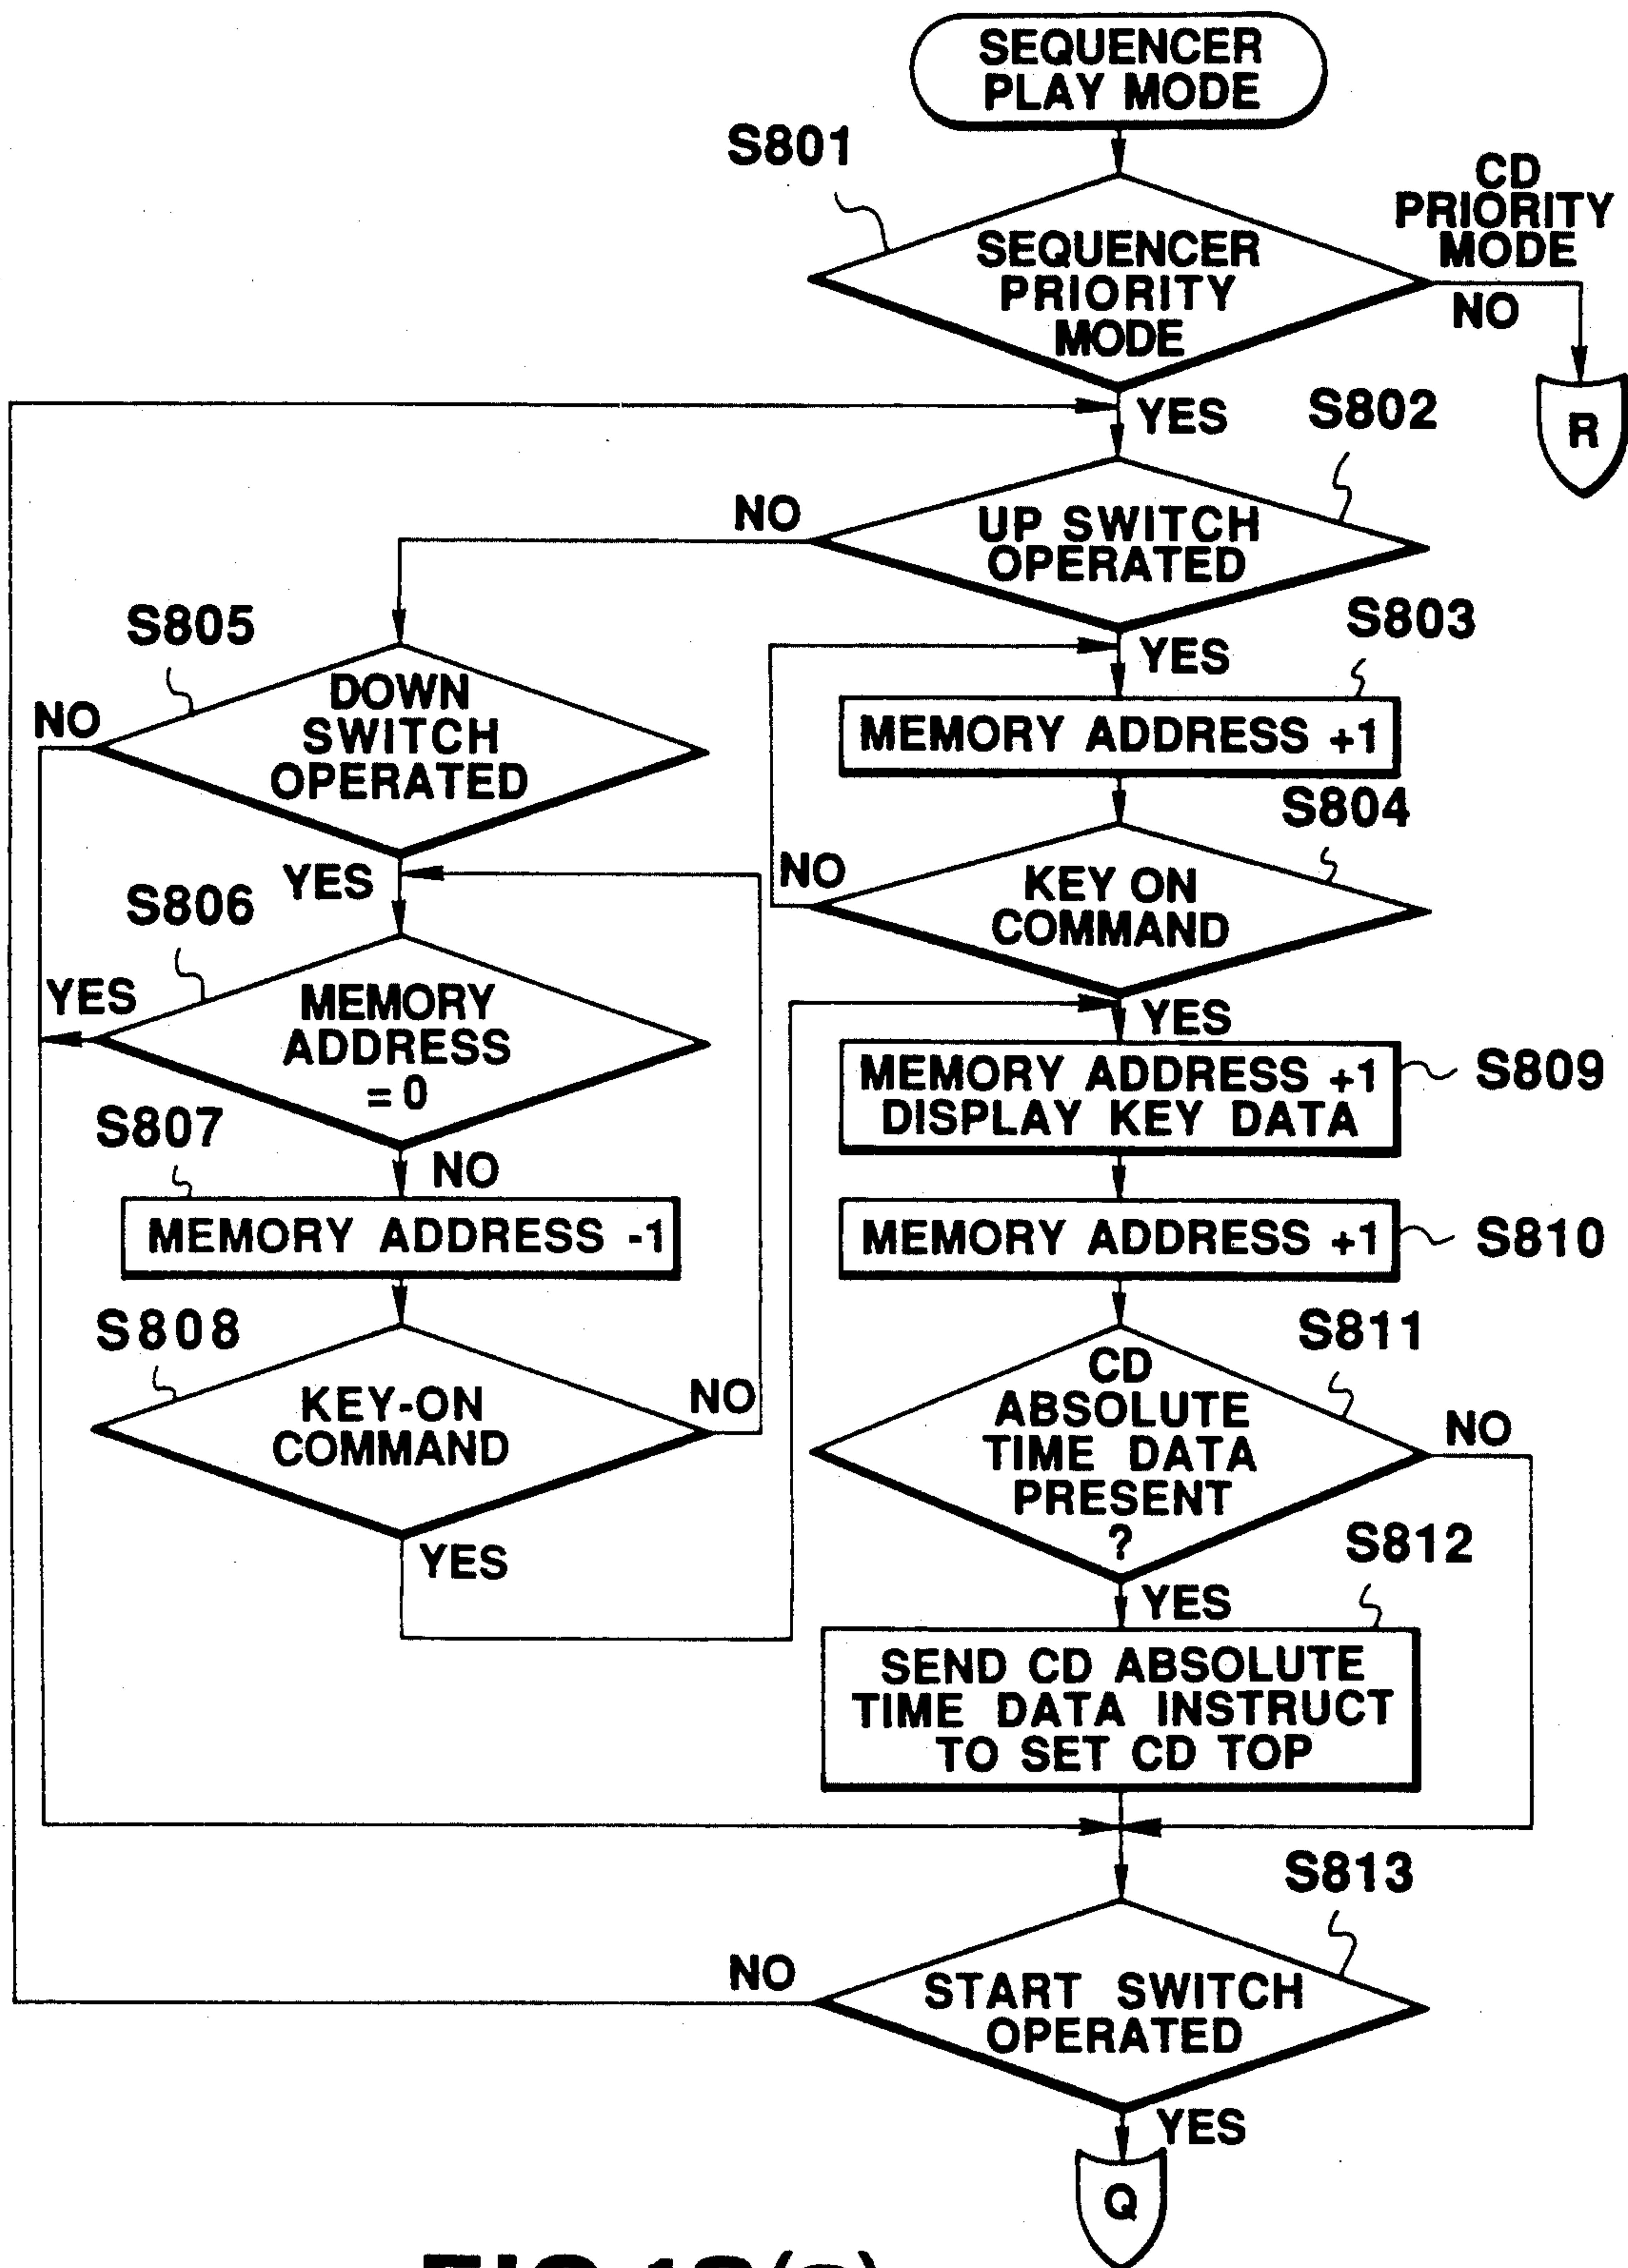 SEQUENCER
PLAY MODE
S801
SEQUENCER
PRIORITY
MODE
CD
PRIORITY
MODE
NO
R
YES
S802
UP SWITCH
OPERATED
NO
YES
S803
MEMORY ADDRESS +1
S804
KEY ON
COMMAND
NO
YES
S805
DOWN
SWITCH
OPERATED
NO
YES
S806
MEMORY
ADDRESS
= 0
YES
NO
S807
MEMORY ADDRESS -1
S808
KEY-ON
COMMAND
NO
YES
MEMORY ADDRESS +1
DISPLAY KEY DATA
S809
MEMORY ADDRESS +1
S810
S811
CD
ABSOLUTE
TIME DATA
PRESENT
?
NO
YES
S812
SEND CD ABSOLUTE
TIME DATA INSTRUCT
TO SET CD TOP
S813
START SWITCH
OPERATED
NO
YES
Q